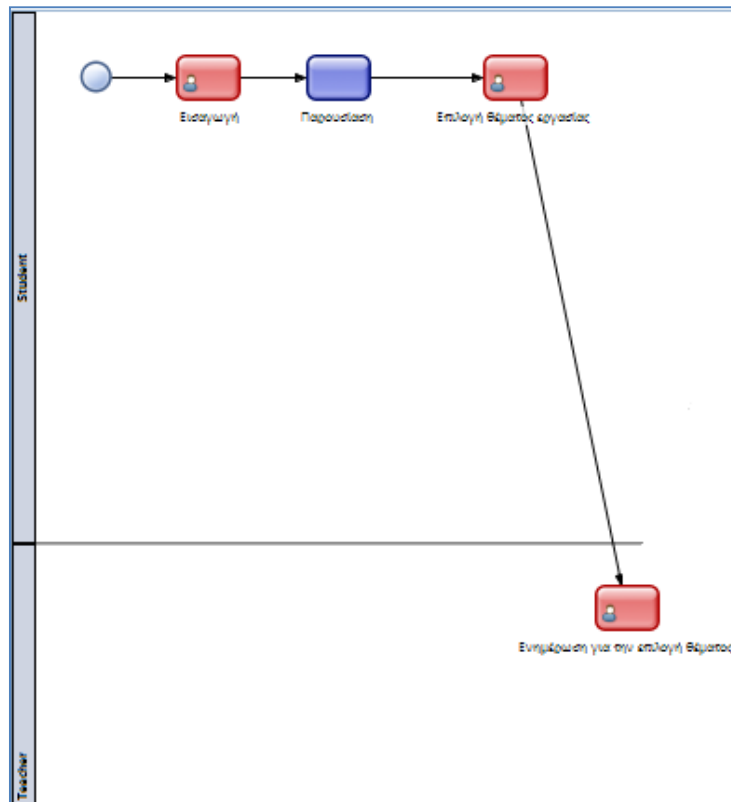 Εισαγωγή
Παρουσίαση
Επιλογή θέματος εργασίας
Student
Ενημέρωση για την επιλογή θέματος
Teacher